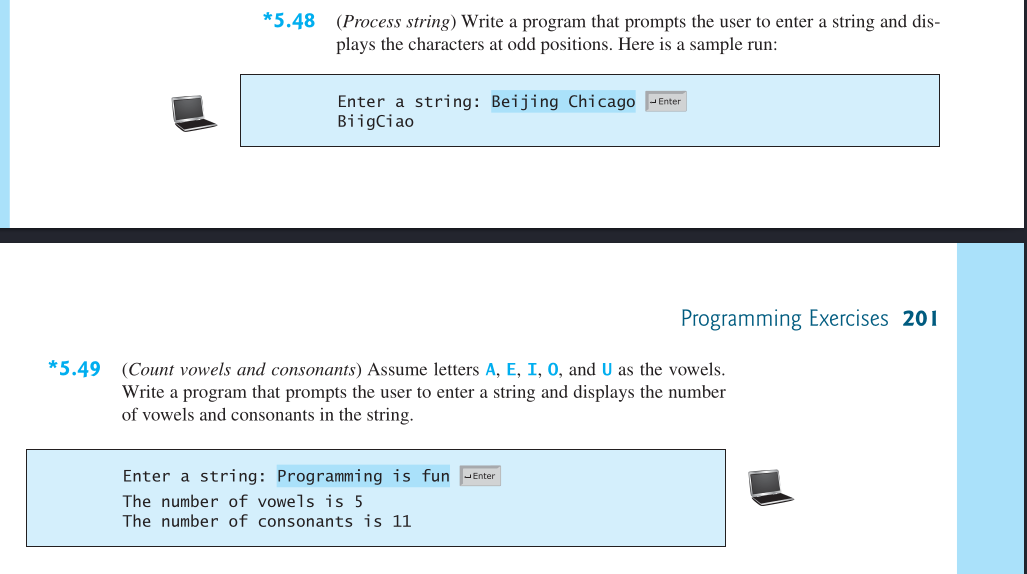 *5.48 (Process string) Write a program that prompts the user to enter a string and dis-
plays the characters at odd positions. Here is a sample run:
Enter a string: Beijing Chicago ↵Enter
BiigCiao
Programming Exercises 201
*5.49 (Count vowels and consonants) Assume letters A, E, I, O, and U as the vowels.
Write a program that prompts the user to enter a string and displays the number
of vowels and consonants in the string.
Enter a string: Programming is fun ↵Enter
The number of vowels is 5
The number of consonants is 11